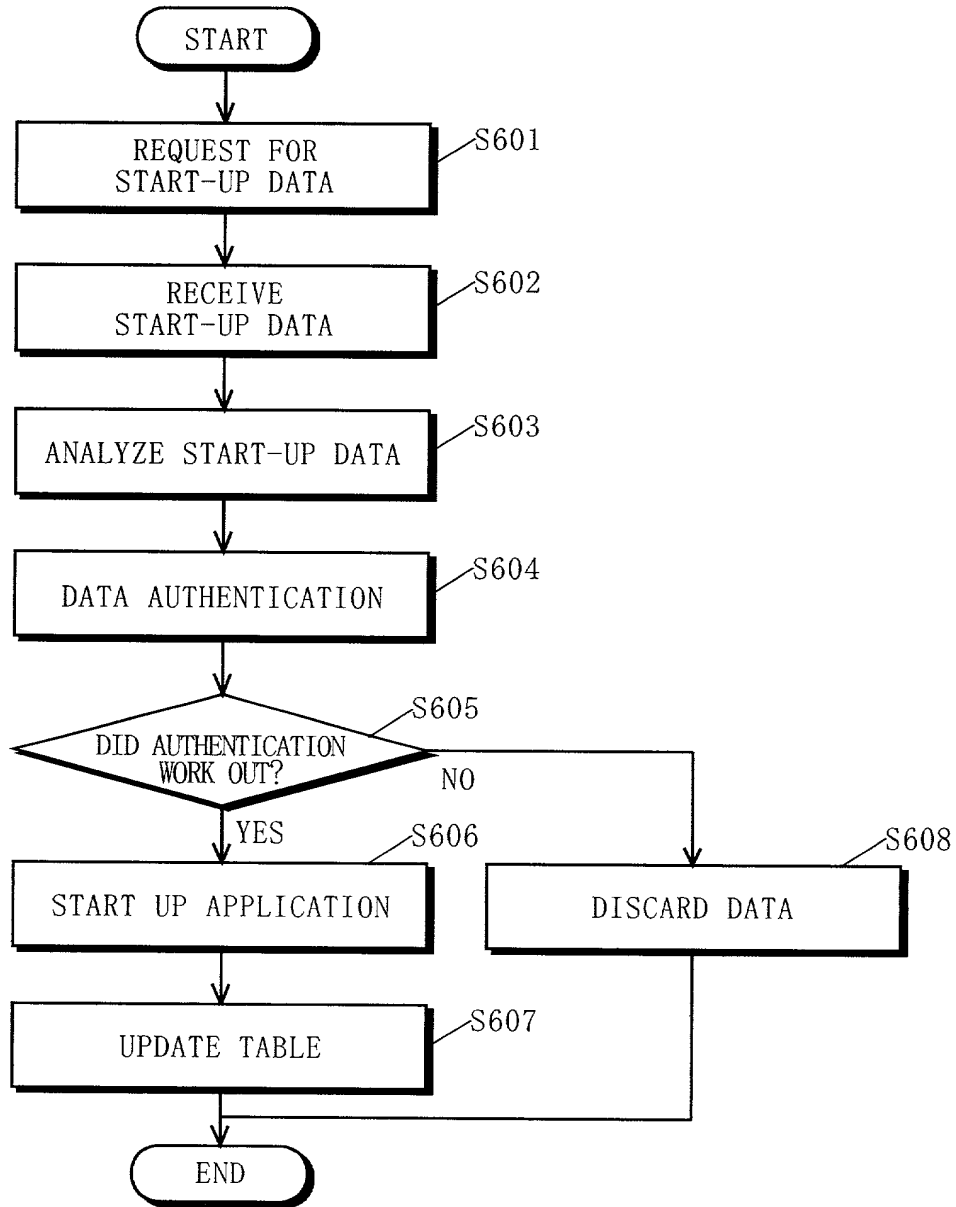 START
REQUEST FOR
START-UP DATA
S601
RECEIVE
START-UP DATA
S602
ANALYZE START-UP DATA
S603
DATA AUTHENTICATION
S604
DID AUTHENTICATION
WORK OUT?
S605
NO
YES
START UP APPLICATION
S606
DISCARD DATA
S608
UPDATE TABLE
S607
END